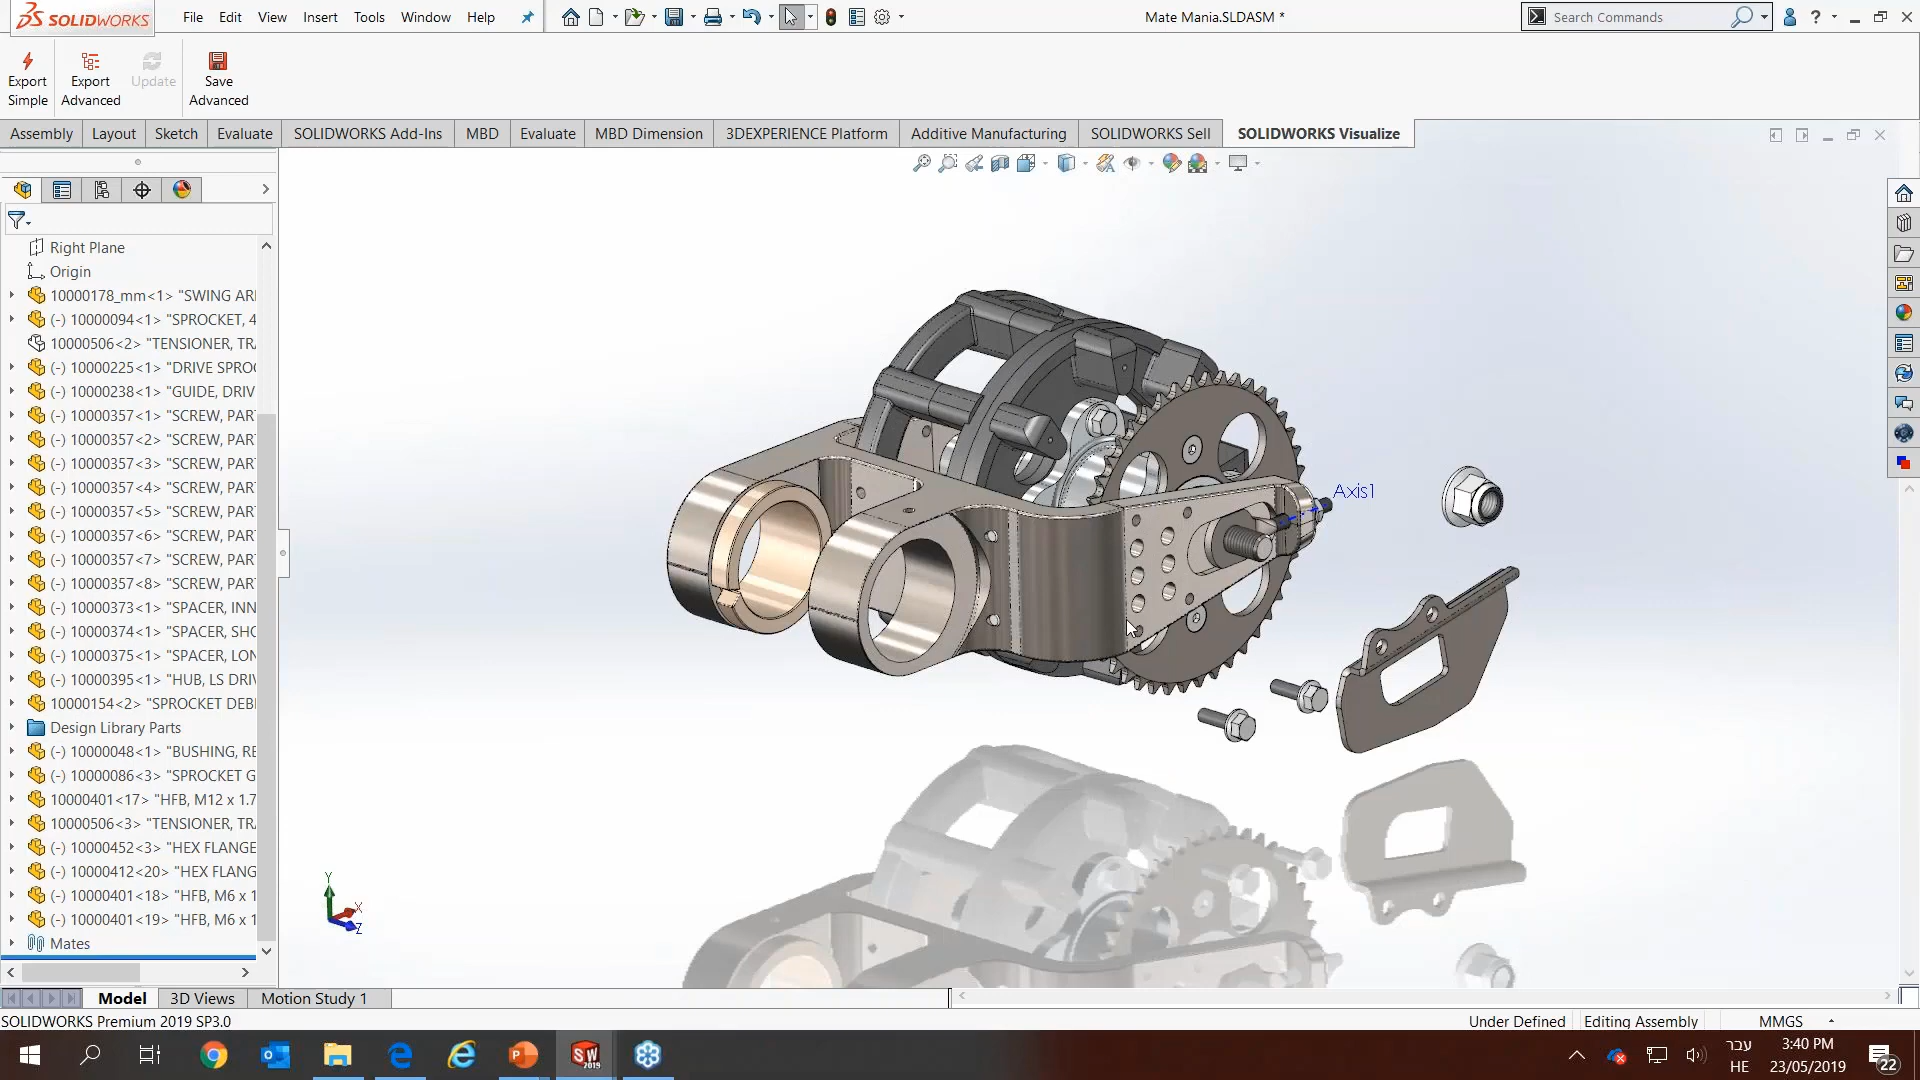 SOLIDWORKS File Edit View Insert Tools Window Help Mate Mania.SLDASM * Search Commands ?
Export Simple
Export Advanced
Update
Save Advanced
Assembly Layout Sketch Evaluate SOLIDWORKS Add-Ins MBD Evaluate MBD Dimension 3DEXPERIENCE Platform Additive Manufacturing SOLIDWORKS Sell SOLIDWORKS Visualize
Right Plane
Origin
10000178_mm<1> "SWING ARI
(-) 10000094<1> "SPROCKET, 4
10000506<2> "TENSIONER, TR
(-) 10000225<1> "DRIVE SPRO
(-) 10000238<1> "GUIDE, DRIV
(-) 10000357<1> "SCREW, PAR
(-) 10000357<2> "SCREW, PAR
(-) 10000357<3> "SCREW, PAR
(-) 10000357<4> "SCREW, PAR
(-) 10000357<5> "SCREW, PAR
(-) 10000357<6> "SCREW, PAR
(-) 10000357<7> "SCREW, PAR
(-) 10000357<8> "SCREW, PAR
(-) 10000373<1> "SPACER, INN
(-) 10000374<1> "SPACER, SHO
(-) 10000375<1> "SPACER, LON
(-) 10000395<1> "HUB, LS DRIV
10000154<2> "SPROCKET DEB
Design Library Parts
(-) 10000048<1> "BUSHING, RE
(-) 10000086<3> "SPROCKET G
10000401<17> "HFB, M12 x 1.7
10000506<3> "TENSIONER, TR
(-) 10000452<3> "HEX FLANGE
(-) 10000412<20> "HEX FLANG
(-) 10000401<18> "HFB, M6 x 1
(-) 10000401<19> "HFB, M6 x 1
Mates
Axis1
Y
X
Z
Model 3D Views Motion Study 1
SOLIDWORKS Premium 2019 SP3.0 Under Defined Editing Assembly MMGS
SW 2019
עבר
HE
3:40 PM
23/05/2019
22